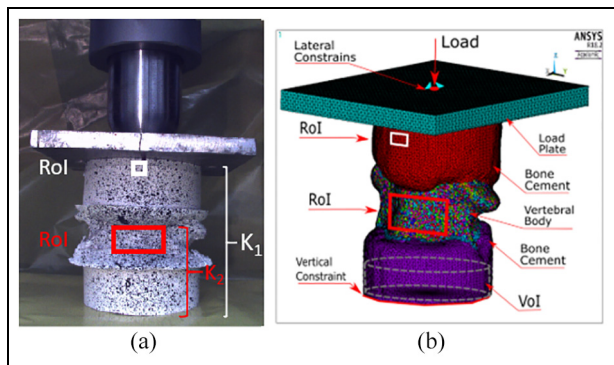 RoI
RoI
K1
K2
(a)
1
Lateral
Constrains
Load
ANSYS
RoI
Load
Plate
Bone
Cement
RoI
Vertebral
Body
Bone
Cement
Vertical
Constraint
VoI
(b)